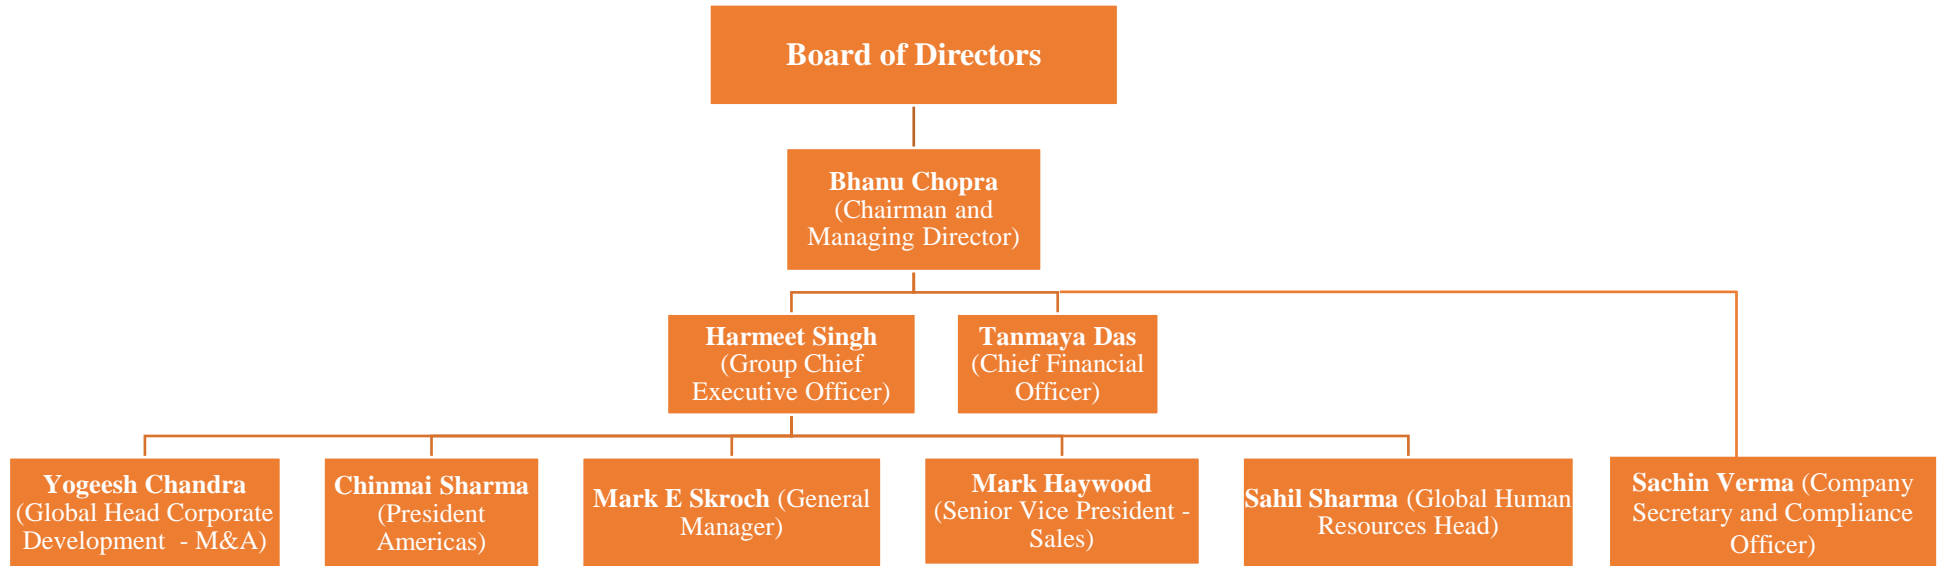 Board of Directors
Bhanu Chopra
(Chairman and
Managing Director)
Harmeet Singh
(Group Chief
Executive Officer)
Tanmaya Das
(Chief Financial
Officer)
Yogeesh Chandra
(Global Head Corporate
Development - M&A)
Chinmai Sharma
(President
Americas)
Mark E Skroch (General
Manager)
Mark Haywood
(Senior Vice President -
Sales)
Sahil Sharma (Global Human
Resources Head)
Sachin Verma (Company
Secretary and Compliance
Officer)